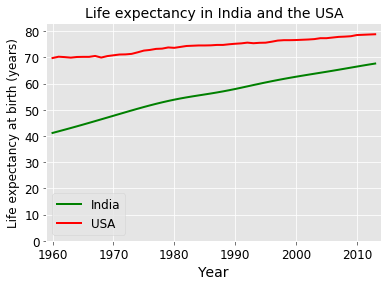 Life expectancy in India and the USA
Life expectancy at birth (years)
80
70
60
50
40
30
20
10
0
India
USA
1960 1970 1980 1990 2000 2010
Year